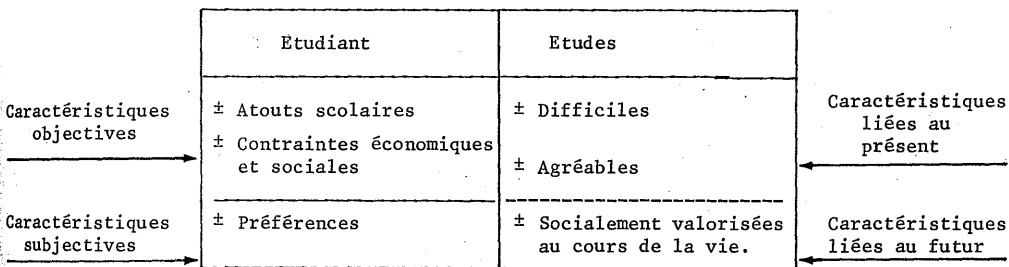 Etudiant
Etudes
Caractéristiques
objectives
± Atouts scolaires
± Contraintes économiques
et sociales
± Difficiles
± Agréables
Caractéristiques
liées au
présent
Caractéristiques
subjectives
± Préférences
± Socialement valorisées
au cours de la vie.
Caractéristiques
liées au futur